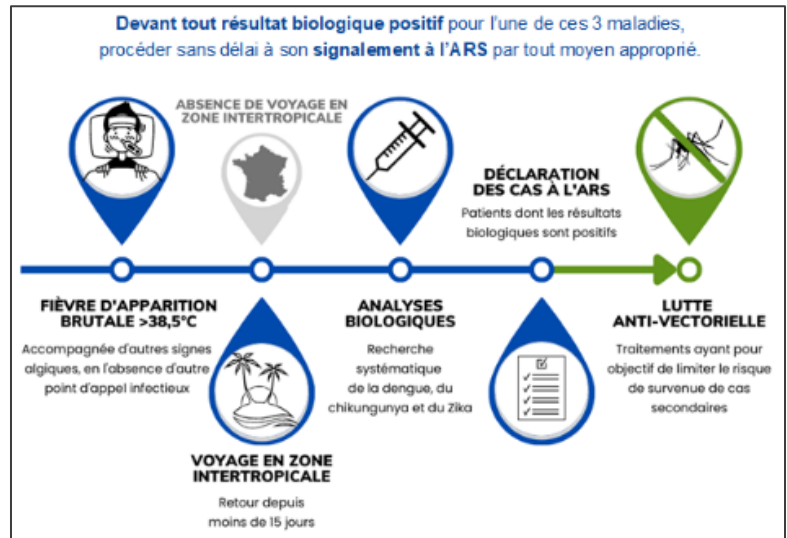 Devant tout résultat biologique positif pour l'une de ces 3 maladies,
procéder sans délai à son signalement à l'ARS par tout moyen approprié.
ABSENCE DE VOYAGE EN
ZONE INTERTROPICALE
DÉCLARATION
DES CAS À L'ARS
Patients dont les résultats
biologiques sont positifs
FIÈVRE D'APPARITION
BRUTALE >38,5°C
Accompagnée d'autres signes
algiques, en l'absence d'autre
point d'appel infectieux
VOYAGE EN ZONE
INTERTROPICALE
Retour depuis
moins de 15 jours
ANALYSES
BIOLOGIQUES
Recherche
systématique
de la dengue, du
chikungunya et du Zika
LUTTE
ANTI-VECTORIELLE
Traitements ayant pour
objectif de limiter le risque
de survenue de cas
secondaires